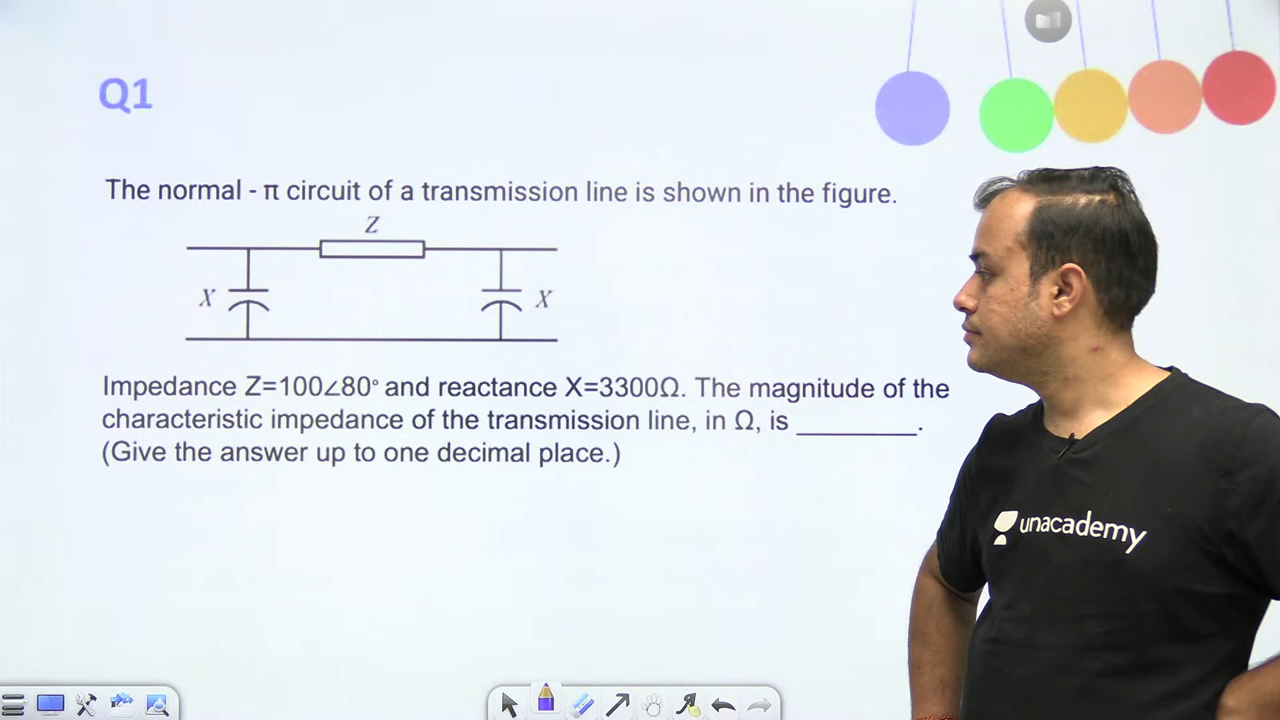 Q1
The normal - π circuit of a transmission line is shown in the figure.
Z
X
X
Impedance Z=100∠80° and reactance X=3300Ω. The magnitude of the
characteristic impedance of the transmission line, in Ω, is ________.
(Give the answer up to one decimal place.)
unacademy